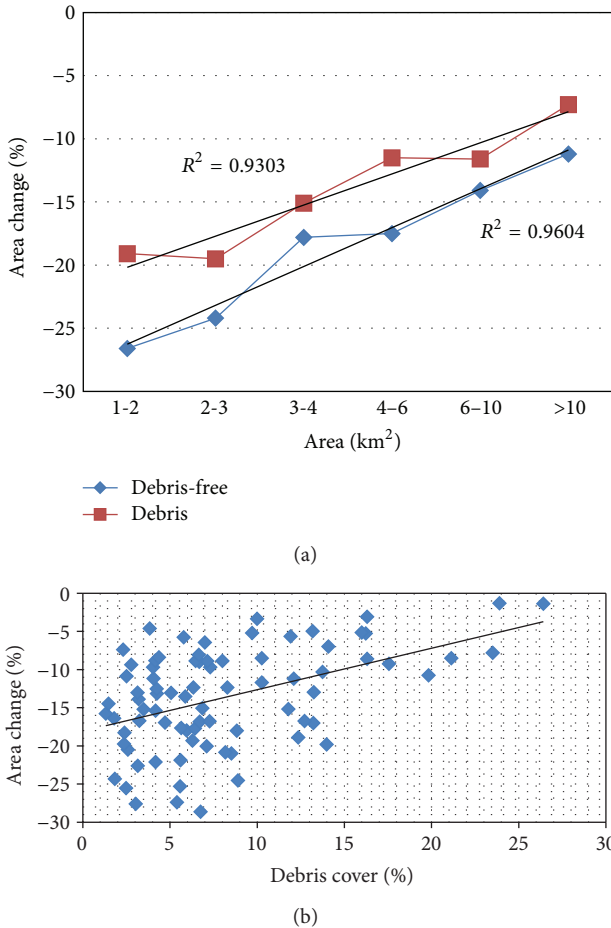 0
−5
−10
−15
−20
−25
−30
Area change (%)
R² = 0.9303
R² = 0.9604
1-2 2-3 3-4 4–6 6–10 >10
Area (km²)
Debris-free
Debris
(a)
0
−5
−10
−15
−20
−25
−30
Area change (%)
0 5 10 15 20 25 30
Debris cover (%)
(b)